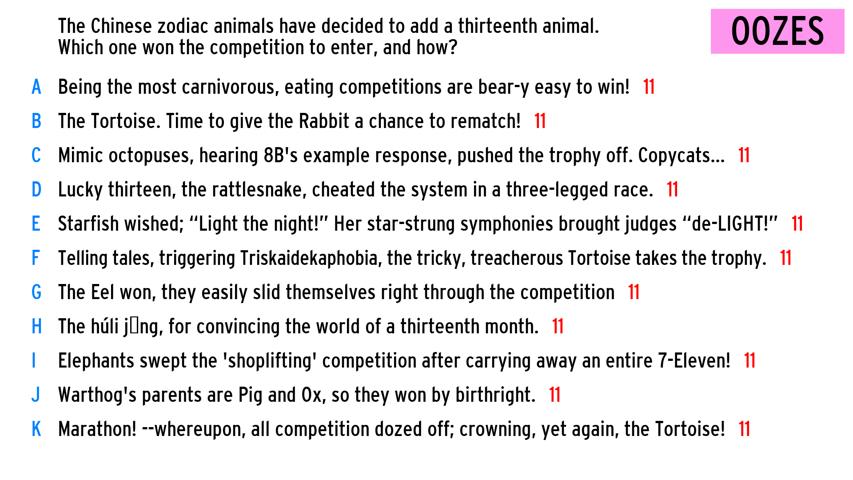 The Chinese zodiac animals have decided to add a thirteenth animal.
Which one won the competition to enter, and how?
OOZES
A Being the most carnivorous, eating competitions are bear-y easy to win! 11
B The Tortoise. Time to give the Rabbit a chance to rematch! 11
C Mimic octopuses, hearing 8B's example response, pushed the trophy off. Copycats... 11
D Lucky thirteen, the rattlesnake, cheated the system in a three-legged race. 11
E Starfish wished; “Light the night!” Her star-strung symphonies brought judges “de-LIGHT!” 11
F Telling tales, triggering Triskaidekaphobia, the tricky, treacherous Tortoise takes the trophy. 11
G The Eel won, they easily slid themselves right through the competition 11
H The húli j▯ng, for convincing the world of a thirteenth month. 11
I Elephants swept the 'shoplifting' competition after carrying away an entire 7-Eleven! 11
J Warthog's parents are Pig and Ox, so they won by birthright. 11
K Marathon! --whereupon, all competition dozed off; crowning, yet again, the Tortoise! 11